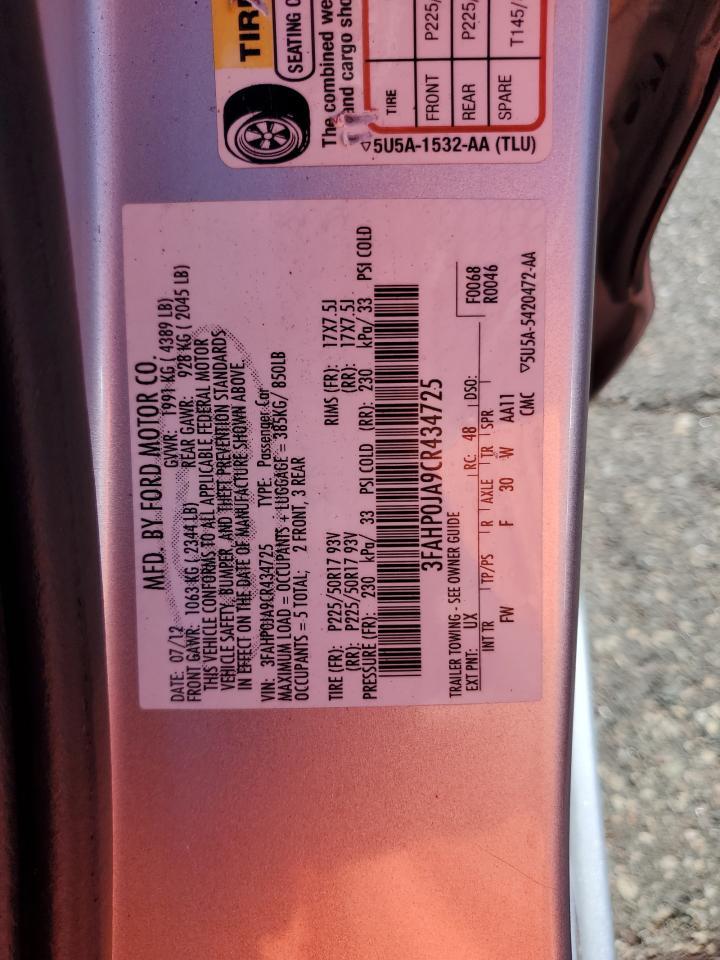 TIRE
SEATING C
The combined we
and cargo sho
TIRE
FRONT P225/
REAR P225/
SPARE T145/
▽5U5A-1532-AA (TLU)
MFD. BY FORD MOTOR CO.
DATE: 07/12 GVWR: 1991 KG ( 4389 LB)
FRONT GAWR: 1063 KG ( 2344 LB) REAR GAWR: 928 KG ( 2045 LB)
THIS VEHICLE CONFORMS TO ALL APPLICABLE FEDERAL MOTOR
VEHICLE SAFETY, BUMPER, AND THEFT PREVENTION STANDARDS
IN EFFECT ON THE DATE OF MANUFACTURE SHOWN ABOVE.
VIN: 3FAHP0JA9CR434725 TYPE: Passenger Car
MAXIMUM LOAD = OCCUPANTS + LUGGAGE = 385KG/ 850LB
OCCUPANTS = 5 TOTAL; 2 FRONT, 3 REAR
TIRE (FR): P225/50R17 93V RIMS (FR): 17X7.5J
(RR): P225/50R17 93V (RR): 17X7.5J
PRESSURE (FR): 230 kPa/ 33 PSI COLD (RR): 230 kPa/ 33 PSI COLD
3FAHP0JA9CR434725
TRAILER TOWING - SEE OWNER GUIDE F0068
R0046
EXT PNT: UX RC: 48 DSO:
INT TR TP/PS R AXLE TR SPR
FW F 30 W AA11
CMC ▽5U5A-5420472-AA